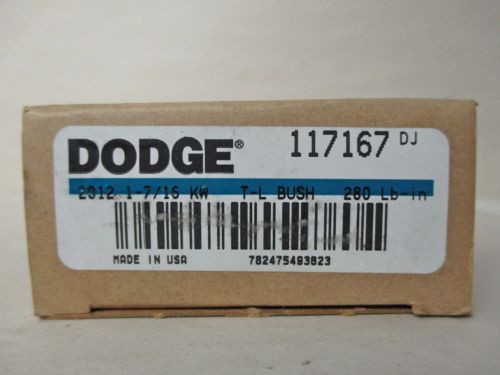 DODGE® 117167 DJ
2012 1-7/16 KW T-L BUSH 280 Lb-in
MADE IN USA 782475493823